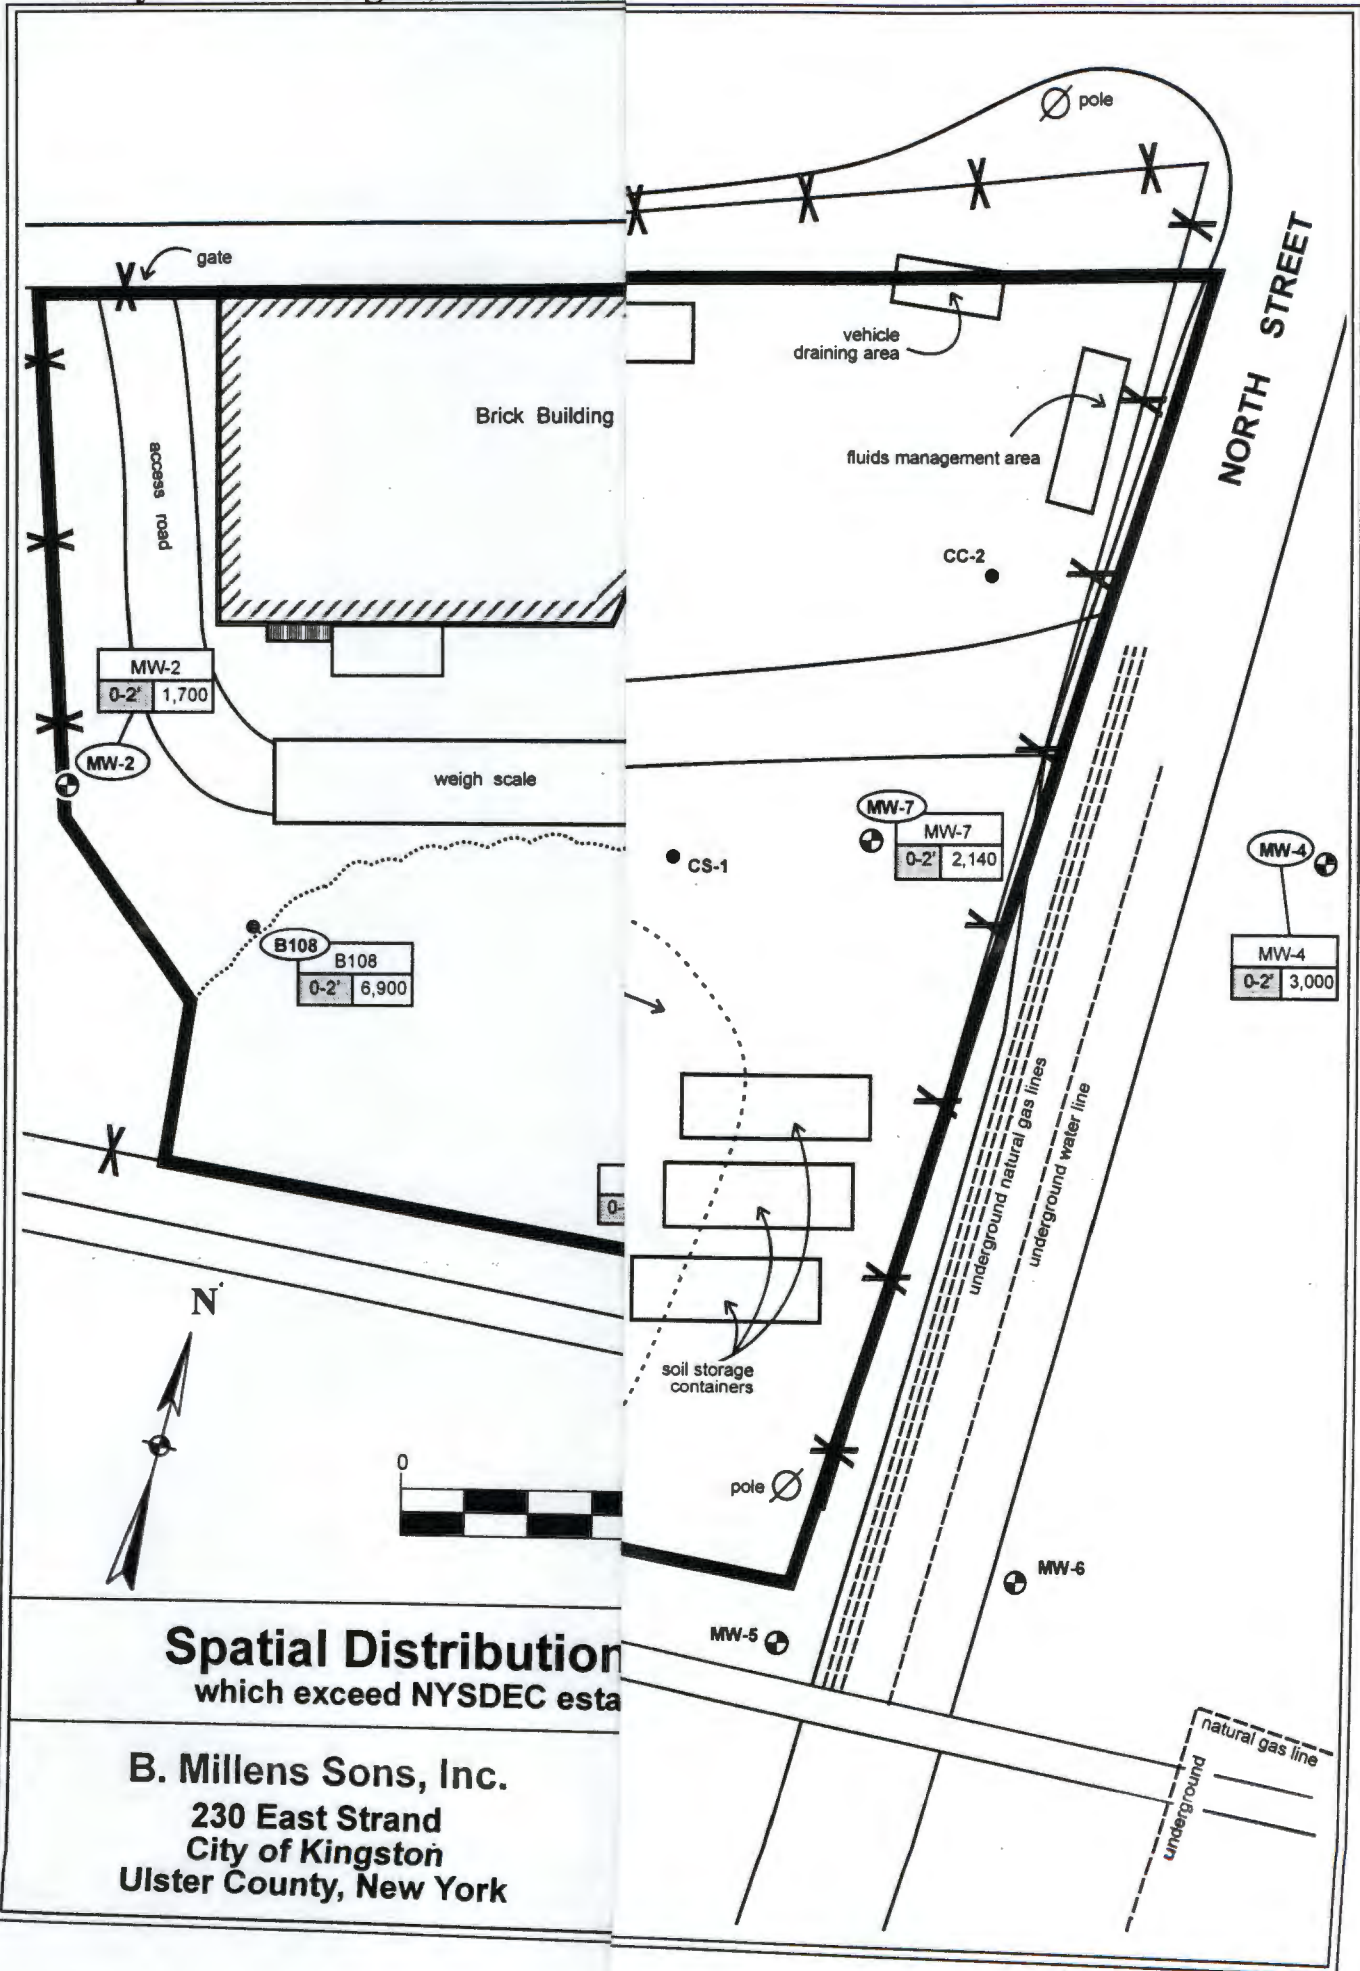 pole
gate
NORTH STREET
vehicle
draining area
Brick Building
fluids management area
access road
CC-2
MW-2
0-2' 1,700
MW-2
weigh scale
MW-7
MW-7
0-2' 2,140
CS-1
MW-4
MW-4
0-2' 3,000
B108
B108
0-2' 6,900
underground natural gas lines
underground water line
0-
N
soil storage
containers
0
pole
MW-6
MW-5
Spatial Distribution
which exceed NYSDEC esta
natural gas line
underground
B. Millens Sons, Inc.
230 East Strand
City of Kingston
Ulster County, New York